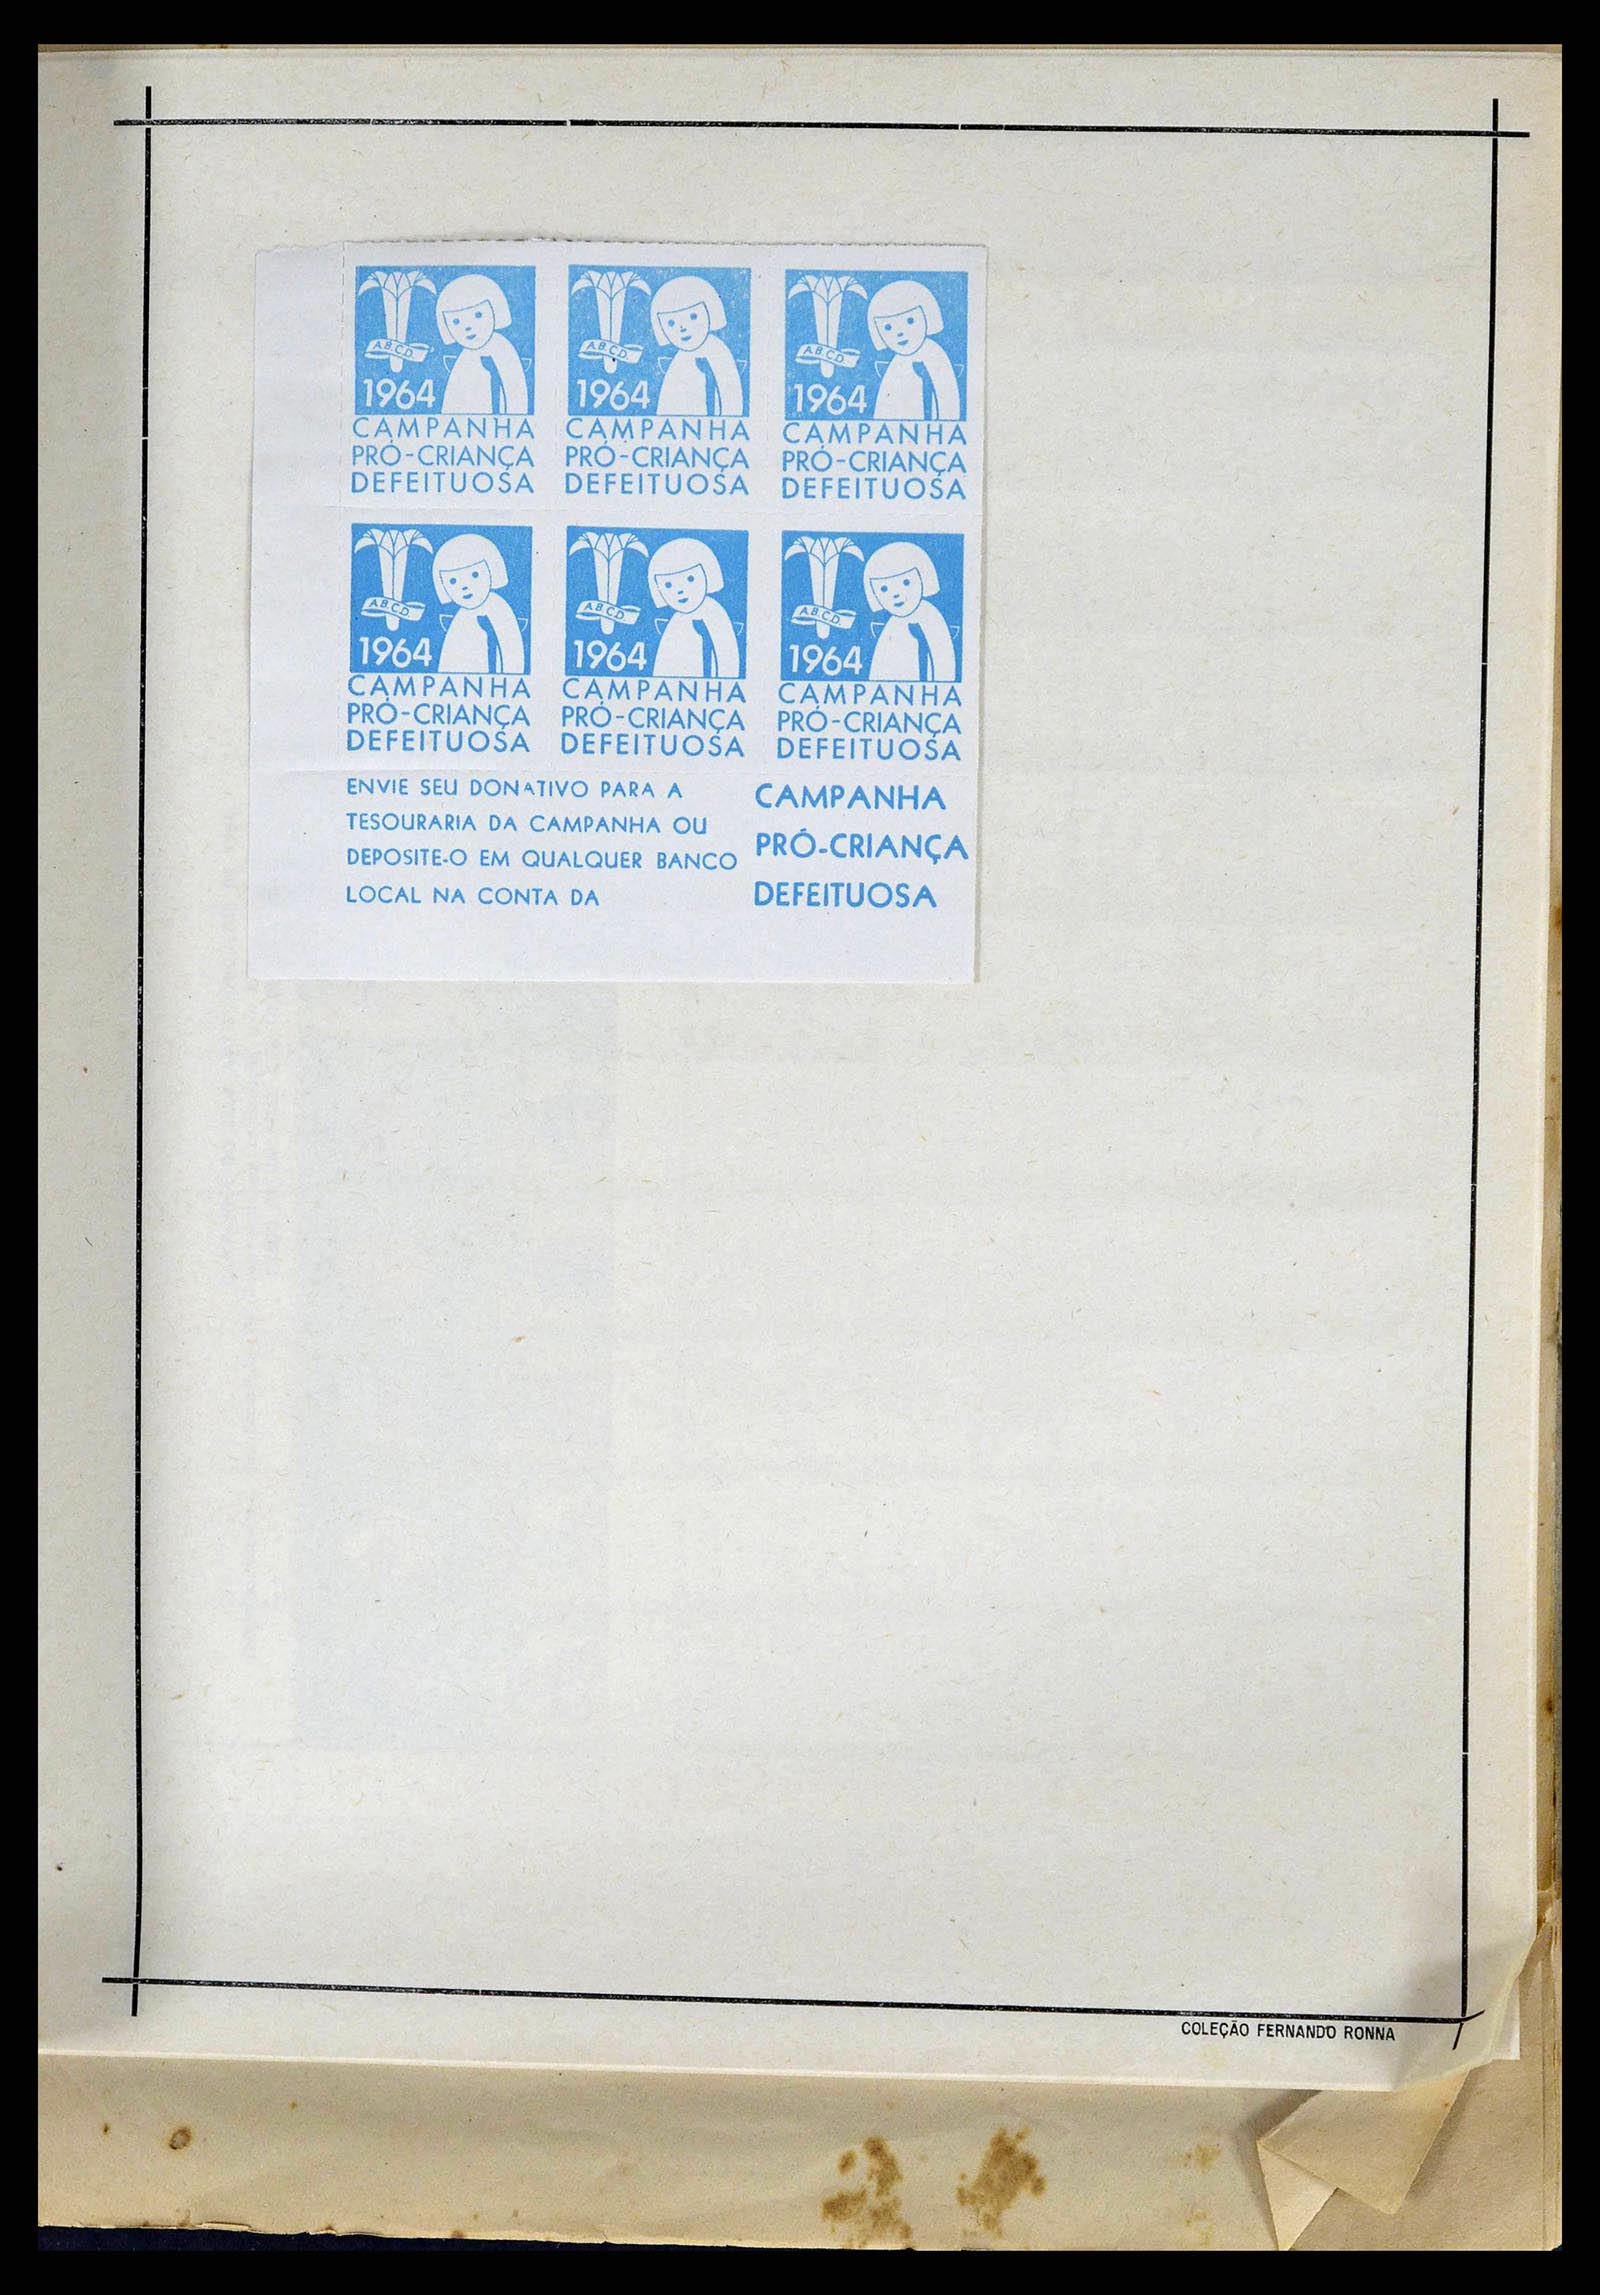 A.B.C.D.
1964
CAMPANHA
PRÓ-CRIANÇA
DEFEITUOSA
A.B.C.D.
1964
CAMPANHA
PRÓ-CRIANÇA
DEFEITUOSA
A.B.C.D.
1964
CAMPANHA
PRÓ-CRIANÇA
DEFEITUOSA
A.B.C.D.
1964
CAMPANHA
PRÓ-CRIANÇA
DEFEITUOSA
A.B.C.D.
1964
CAMPANHA
PRÓ-CRIANÇA
DEFEITUOSA
A.B.C.D.
1964
CAMPANHA
PRÓ-CRIANÇA
DEFEITUOSA
ENVIE SEU DONATIVO PARA A
TESOURARIA DA CAMPANHA OU
DEPOSITE-O EM QUALQUER BANCO
LOCAL NA CONTA DA
CAMPANHA
PRÓ-CRIANÇA
DEFEITUOSA
COLEÇÃO FERNANDO RONNA